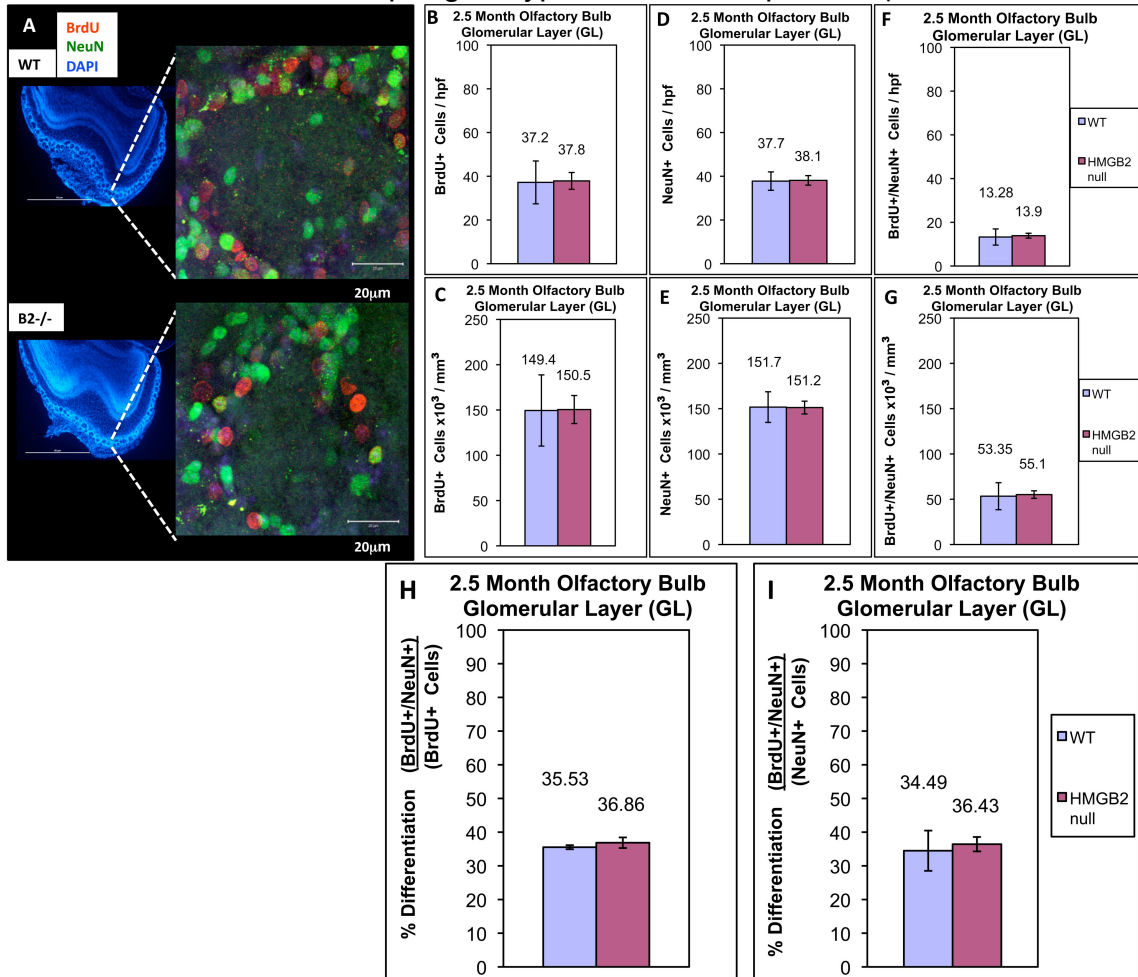 A
BrdU
NeuN
DAPI
WT
20μm
B2-/-
20μm
B
2.5 Month Olfactory Bulb
Glomerular Layer (GL)
BrdU+ Cells / hpf
100
80
60
40
20
0
37.2
37.8
D
2.5 Month Olfactory Bulb
Glomerular Layer (GL)
NeuN+ Cells / hpf
100
80
60
40
20
0
37.7
38.1
F
2.5 Month Olfactory Bulb
Glomerular Layer (GL)
BrdU+/NeuN+ Cells / hpf
100
80
60
40
20
0
13.28
13.9
WT
HMGB2
null
C
2.5 Month Olfactory Bulb
Glomerular Layer (GL)
BrdU+ Cells x10³ / mm³
250
200
150
100
50
0
149.4
150.5
E
2.5 Month Olfactory Bulb
Glomerular Layer (GL)
NeuN+ Cells x10³ / mm³
250
200
150
100
50
0
151.7
151.2
G
2.5 Month Olfactory Bulb
Glomerular Layer (GL)
BrdU+/NeuN+ Cells x10³ / mm³
250
200
150
100
50
0
53.35
55.1
WT
HMGB2
null
H
2.5 Month Olfactory Bulb
Glomerular Layer (GL)
% Differentiation (BrdU+/NeuN+)
(BrdU+ Cells)
100
90
80
70
60
50
40
30
20
10
0
35.53
36.86
I
2.5 Month Olfactory Bulb
Glomerular Layer (GL)
% Differentiation (BrdU+/NeuN+)
(NeuN+ Cells)
100
90
80
70
60
50
40
30
20
10
0
34.49
36.43
WT
HMGB2
null